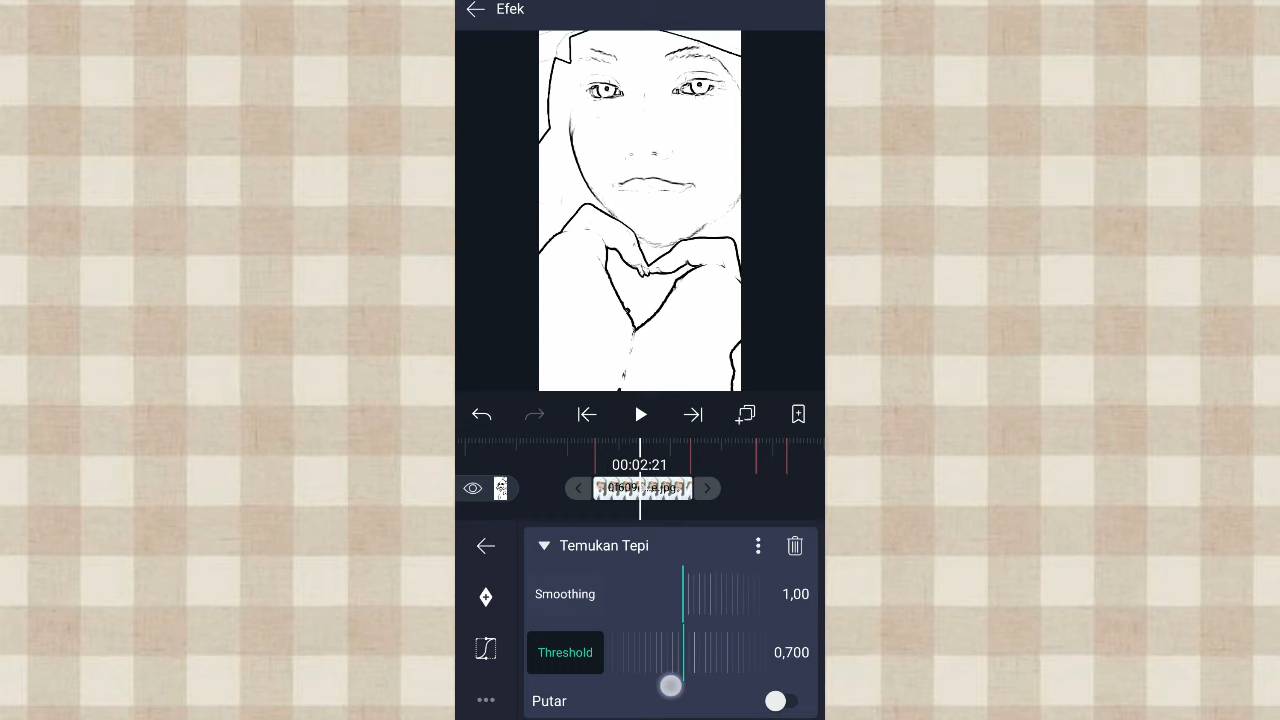 Efek
00:02:21
Temukan Tepi
Smoothing
1,00
Threshold
0,700
Putar